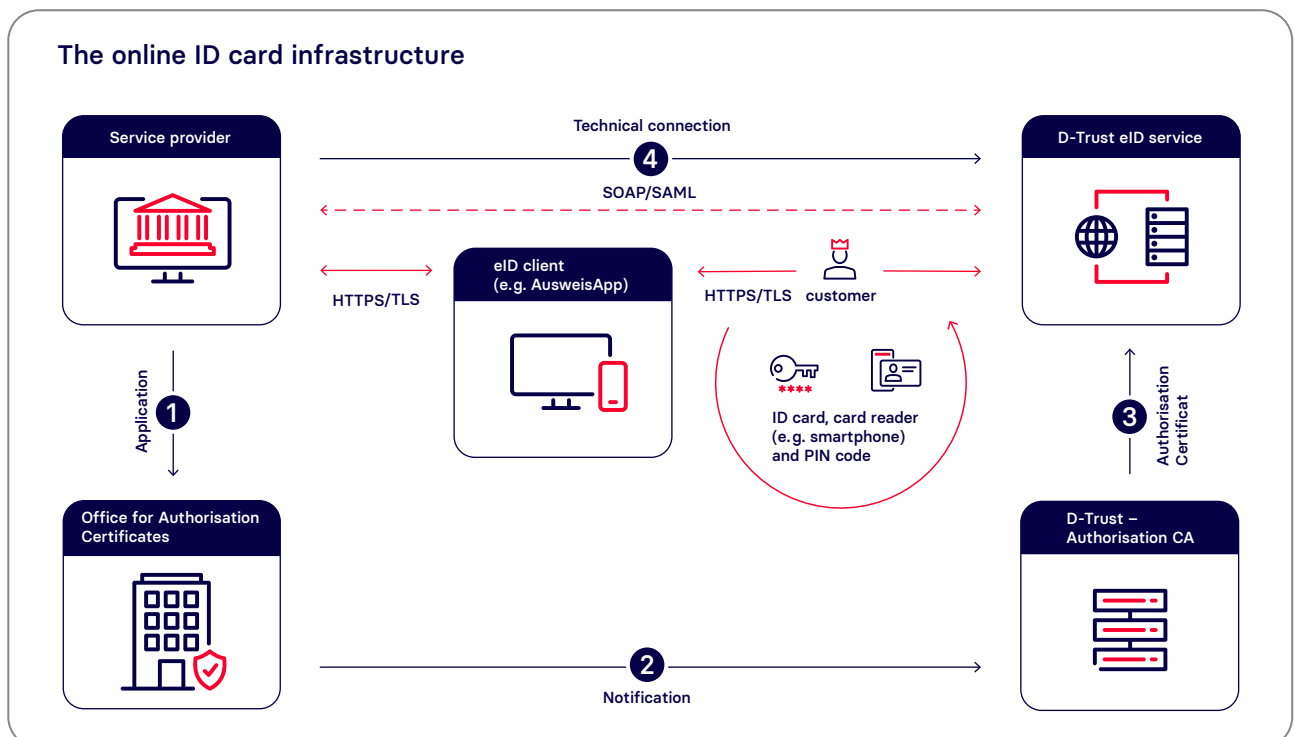 The online ID card infrastructure
Service provider
Technical connection
4
SOAP/SAML
D-Trust eID service
HTTPS/TLS
eID client
(e.g. AusweisApp)
HTTPS/TLS
customer
****
ID card, card reader
(e.g. smartphone)
and PIN code
Application
1
3
Authorisation
Certificat
Office for Authorisation
Certificates
2
Notification
D-Trust –
Authorisation CA